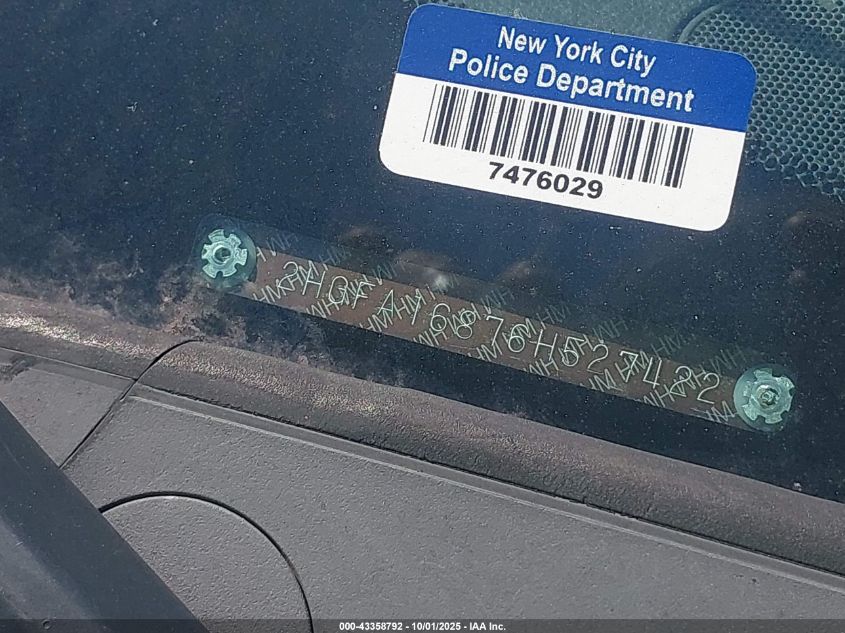 New York City
Police Department
7476029
2HGFA16876H527422
000-43358792 - 10/01/2025 - IAA Inc.